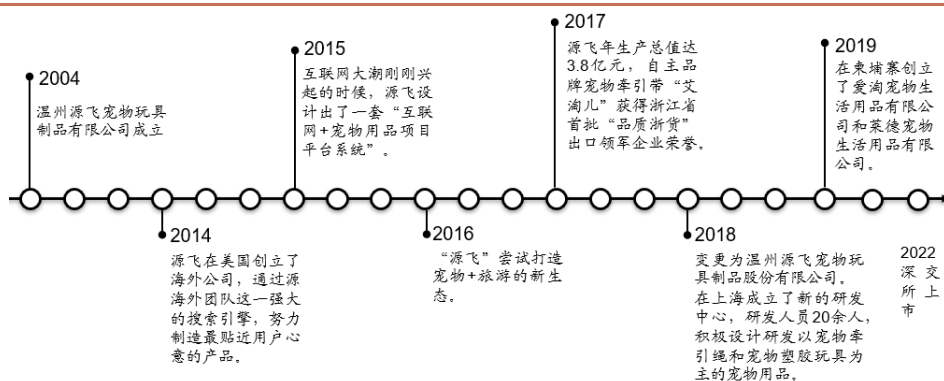 2004
温州源飞宠物玩具
制品有限公司成立
2014
源飞在美国创立了
海外公司，通过源
海外团队这一强大
的搜索引擎，努力
制造最贴近用户心
意的产品。
2015
互联网大潮刚刚兴
起的时候，源飞设
计出了一套“互联
网+宠物用品项目
平台系统”。
2016
“源飞”尝试打造
宠物+旅游的新生
态。
2017
源飞年生产总值达
3.8亿元，自主品
牌宠物牵引带“艾
淘儿”获得浙江省
首批“品质浙货”
出口领军企业荣誉。
2018
变更为温州源飞宠物玩
具制品股份有限公司。
在上海成立了新的研发
中心，研发人员20余人，
积极设计研发以宠物牵
引绳和宠物塑胶玩具为
主的宠物用品。
2019
在柬埔寨创立
了爱淘宠物生
活用品有限公
司和莱德宠物
生活用品有限
公司。
2022
深交
所上
市